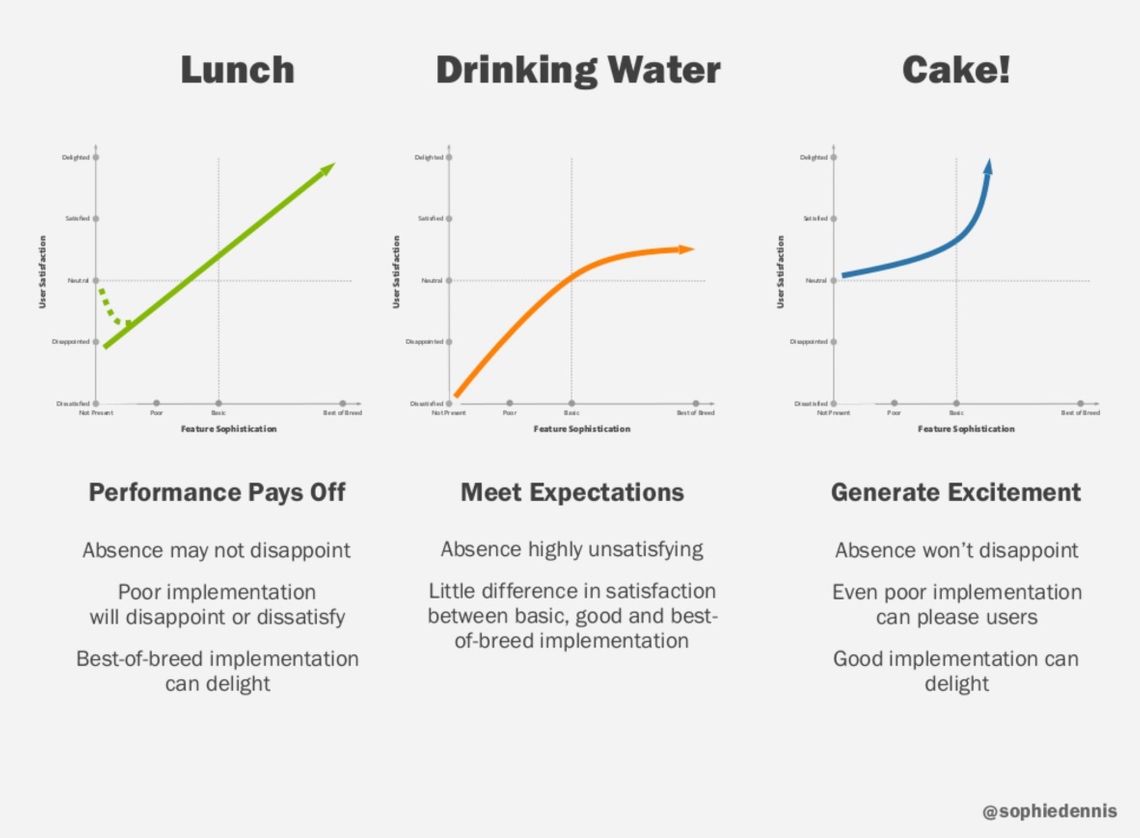 Lunch
Drinking Water
Cake!
Delighted
Satisfied
Neutral
Disappointed
Dissatisfied
User Satisfaction
Not Present
Poor
Basic
Best of Breed
Feature Sophistication
Delighted
Satisfied
Neutral
Disappointed
Dissatisfied
User Satisfaction
Not Present
Poor
Basic
Best of Breed
Feature Sophistication
Delighted
Satisfied
Neutral
Disappointed
Dissatisfied
User Satisfaction
Not Present
Poor
Basic
Best of Breed
Feature Sophistication
Performance Pays Off
Absence may not disappoint
Poor implementation
will disappoint or dissatisfy
Best-of-breed implementation
can delight
Meet Expectations
Absence highly unsatisfying
Little difference in satisfaction
between basic, good and best-
of-breed implementation
Generate Excitement
Absence won’t disappoint
Even poor implementation
can please users
Good implementation can
delight
@sophiedennis